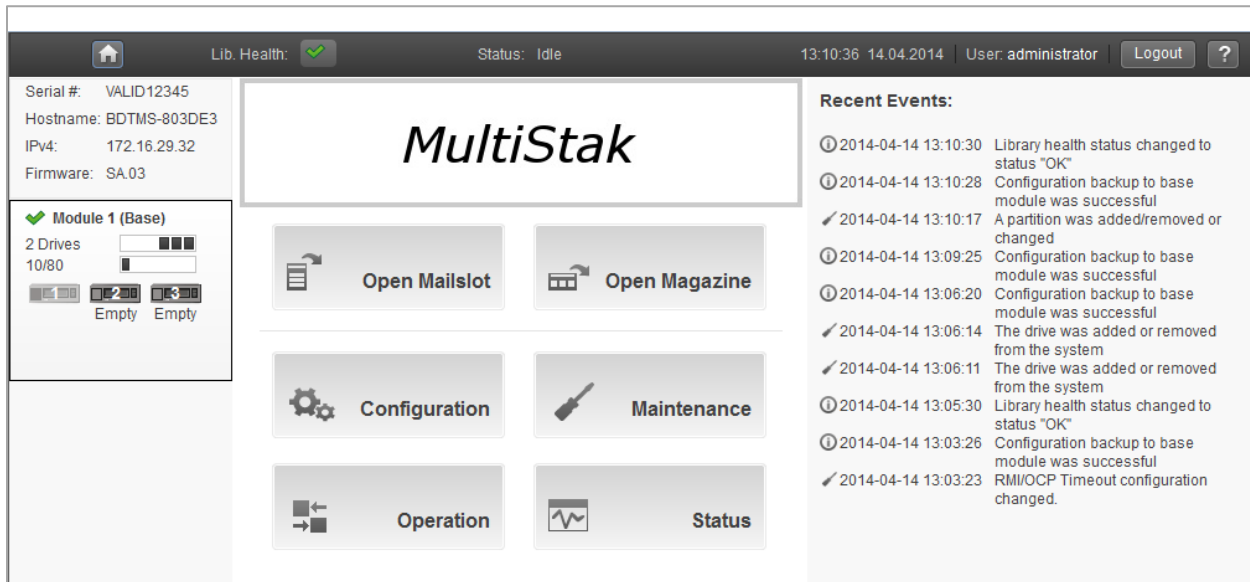 Lib. Health:
Status: Idle
13:10:36 14.04.2014
User: administrator
Logout
?
Serial #: VALID12345
Hostname: BDTMS-803DE3
IPv4: 172.16.29.32
Firmware: SA.03
Module 1 (Base)
2 Drives
10/80
1 2 3
Empty Empty
MultiStak
Open Mailslot
Open Magazine
Configuration
Maintenance
Operation
Status
Recent Events:
2014-04-14 13:10:30 Library health status changed to
status "OK"
2014-04-14 13:10:28 Configuration backup to base
module was successful
2014-04-14 13:10:17 A partition was added/removed or
changed
2014-04-14 13:09:25 Configuration backup to base
module was successful
2014-04-14 13:06:20 Configuration backup to base
module was successful
2014-04-14 13:06:14 The drive was added or removed
from the system
2014-04-14 13:06:11 The drive was added or removed
from the system
2014-04-14 13:05:30 Library health status changed to
status "OK"
2014-04-14 13:03:26 Configuration backup to base
module was successful
2014-04-14 13:03:23 RMI/OCP Timeout configuration
changed.